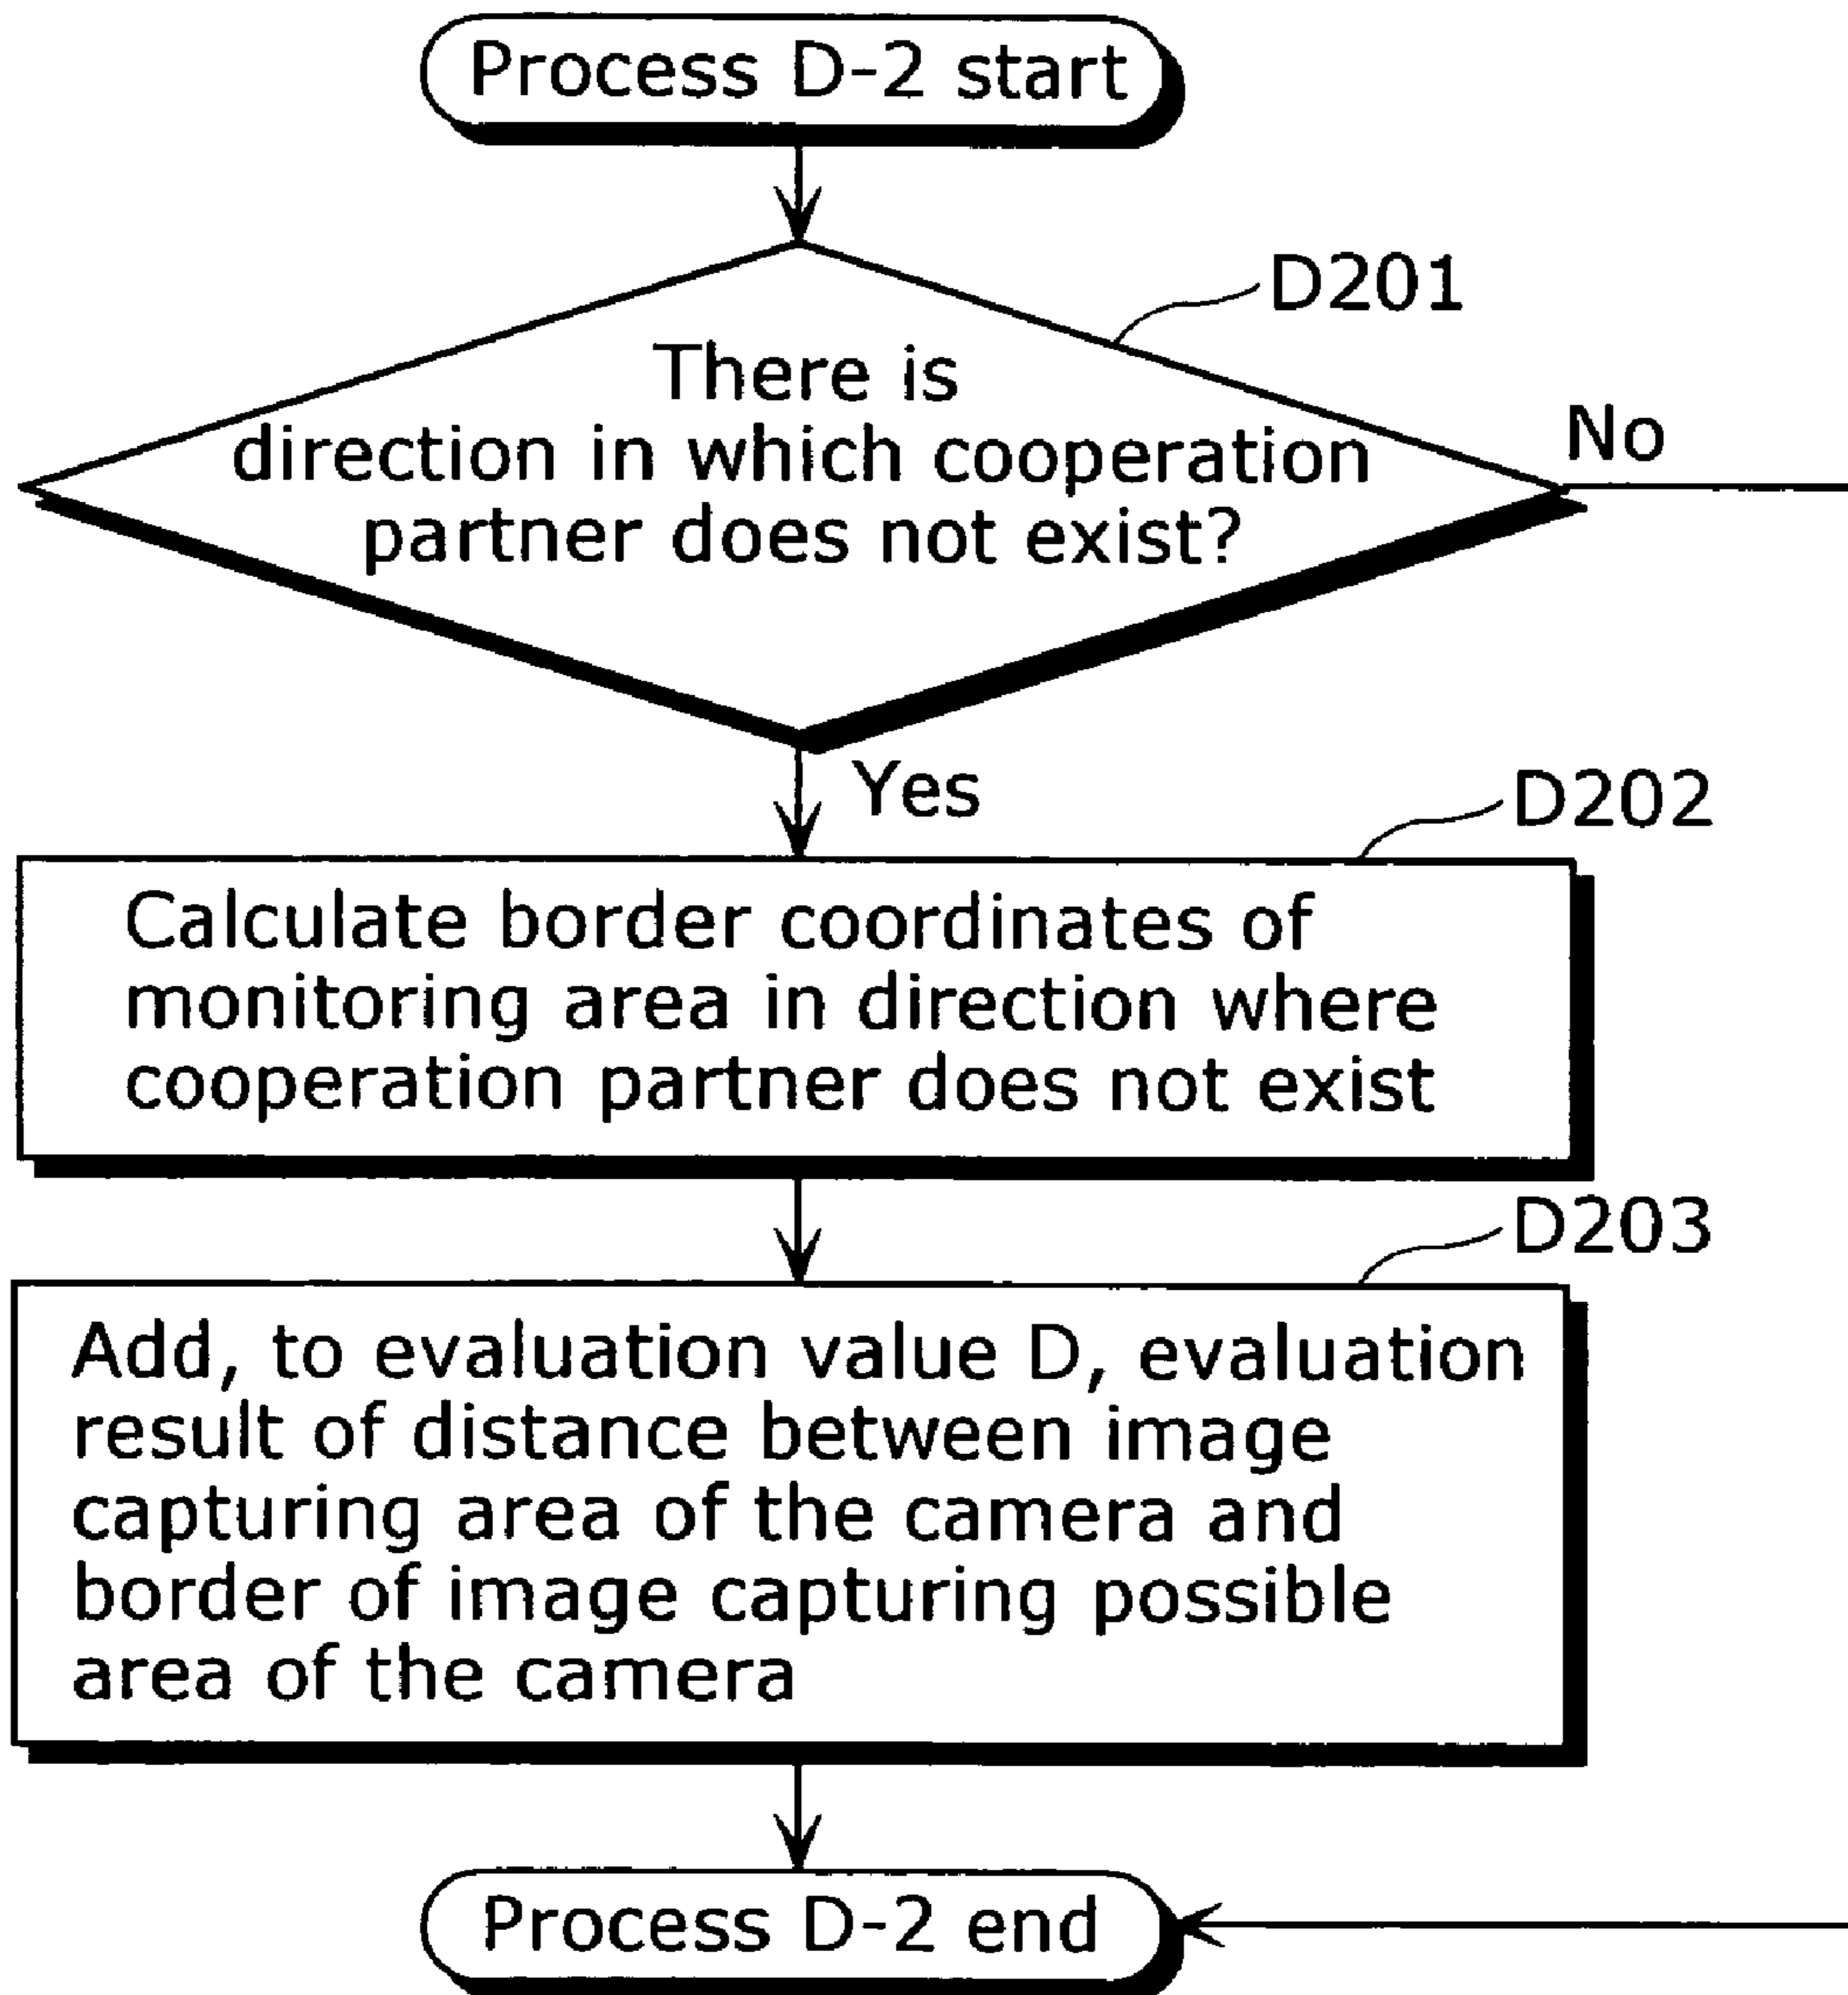 Process D-2 start
D201
There is
direction in which cooperation
partner does not exist?
No
Yes
D202
Calculate border coordinates of
monitoring area in direction where
cooperation partner does not exist
D203
Add, to evaluation value D, evaluation
result of distance between image
capturing area of the camera and
border of image capturing possible
area of the camera
Process D-2 end